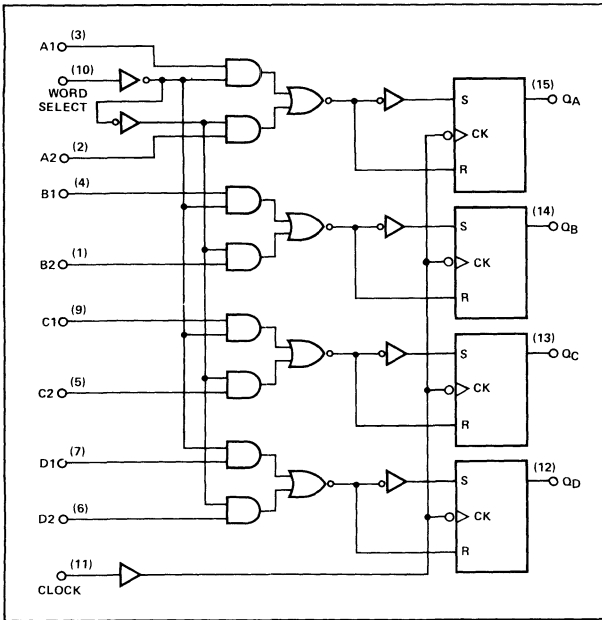 A1 (3)
(10)
WORD
SELECT
A2 (2)
B1 (4)
B2 (1)
C1 (9)
C2 (5)
D1 (7)
D2 (6)
(11)
CLOCK
S
CK
R
(15)
QA
S
CK
R
(14)
QB
S
CK
R
(13)
QC
S
CK
R
(12)
QD